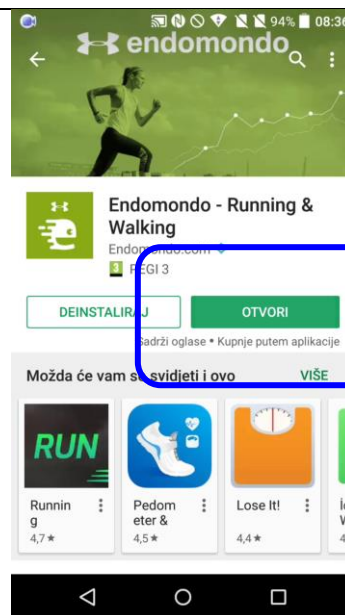 94% 08:36
endomondo
Endomondo - Running &
Walking
Endomondo.com
3 PEGI 3
DEINSTALIRAJ
OTVORI
Sadrži oglase • Kupnje putem aplikacije
Možda će vam se svidjeti i ovo
VIŠE
RUN
Runnin
g
4,7★
Pedom
eter &
4,5★
Lose It!
4,4★